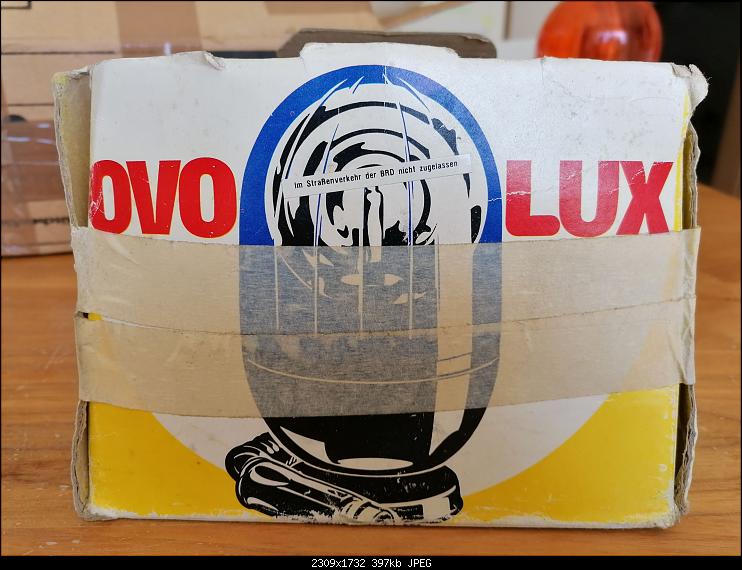 OVO LUX
Im Straßenverkehr der BRD nicht zugelassen
2309x1732 397kb JPEG